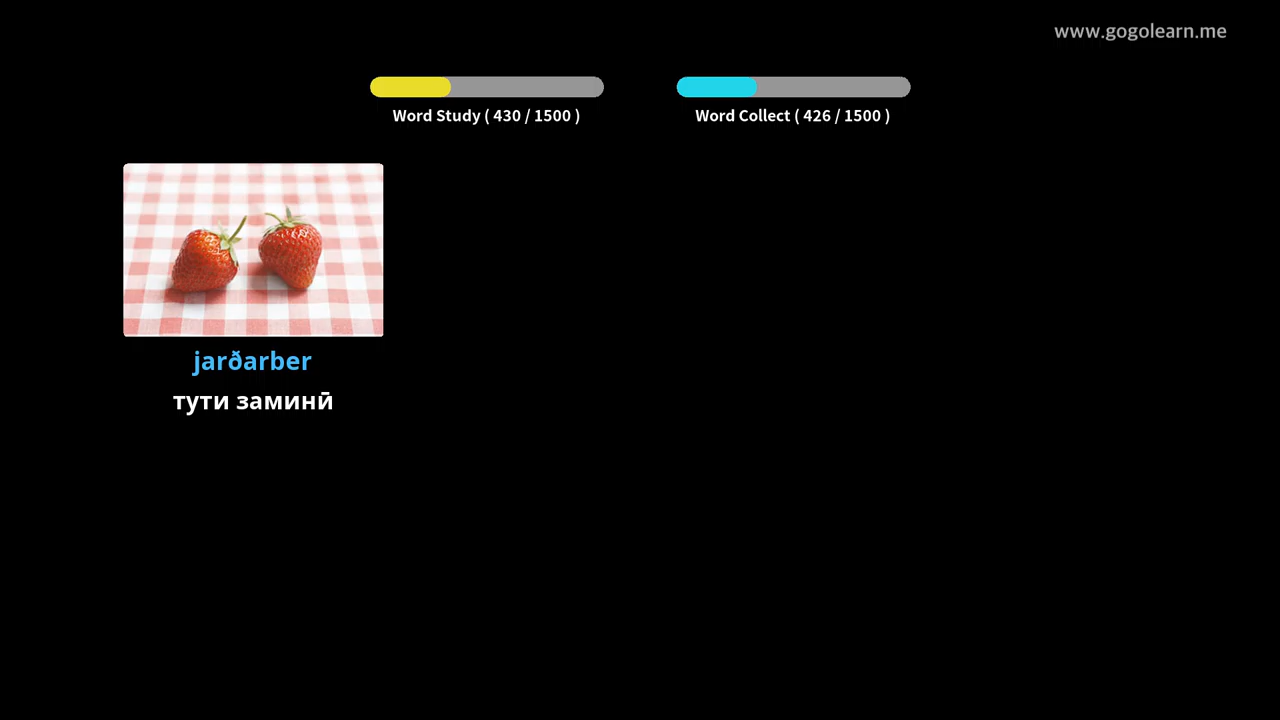 www.gogolearn.me
Word Study ( 430 / 1500 )
Word Collect ( 426 / 1500 )
jarðarber
тути заминӣ